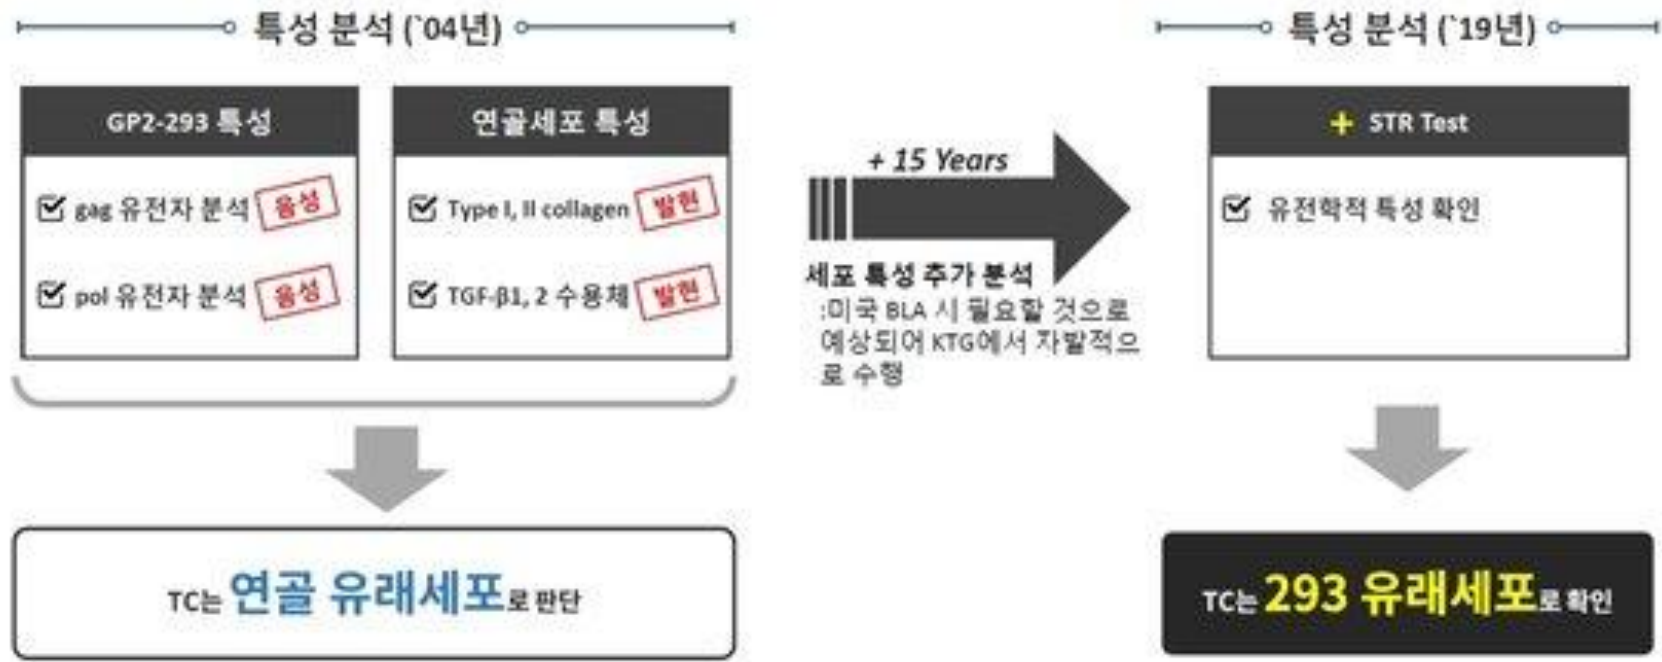 특성 분석 (`04년)
GP2-293 특성
gag 유전자 분석 음성
pol 유전자 분석 음성
연골세포 특성
Type I, II collagen 발현
TGF-β1, 2 수용체 발현
TC는 연골 유래세포로 판단
+ 15 Years
세포 특성 추가 분석
:미국 BLA 시 필요할 것으로
예상되어 KTG에서 자발적으
로 수행
특성 분석 (`19년)
+ STR Test
유전학적 특성 확인
TC는 293 유래세포로 확인